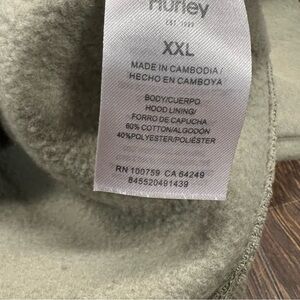 Hurley
EST. 1999
XXL
MADE IN CAMBODIA/
HECHO EN CAMBOYA
BODY/CUERPO
HOOD LINING/
FORRO DE CAPUCHA
60% COTTON/ALGODÓN
40%POLYESTER/POLIÉSTER
RN 100759 CA 64249
845520491439